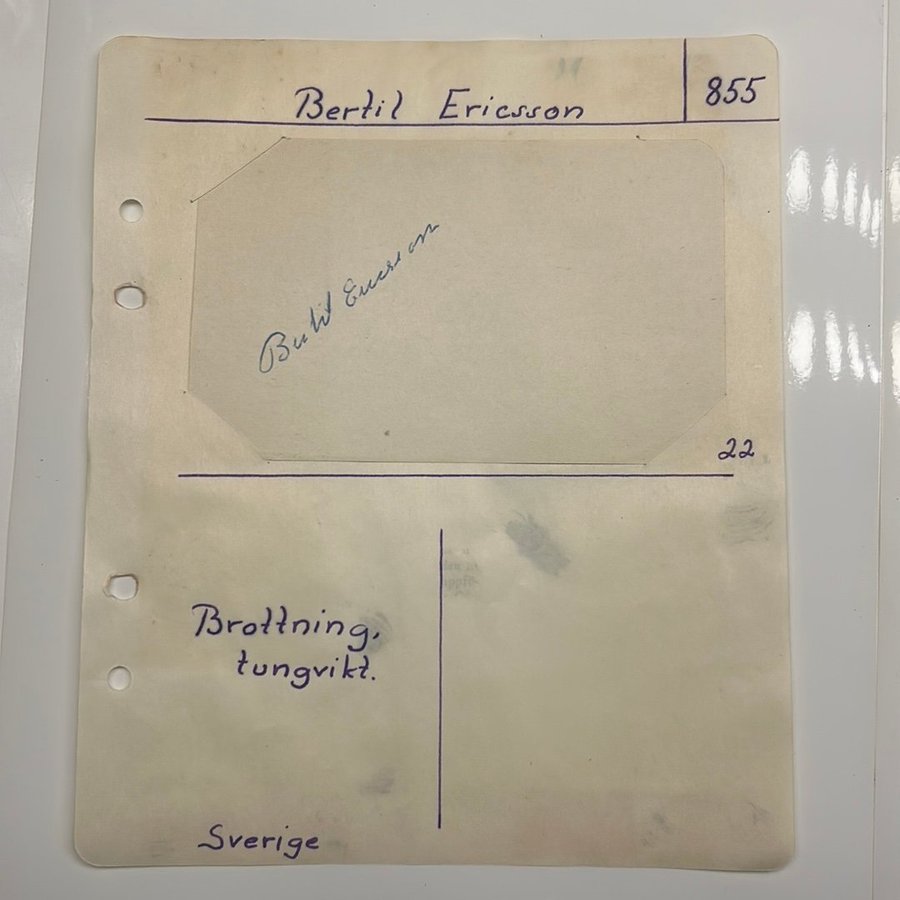 Bertil Ericsson
855
Bertil Ericsson
22
Brottning,
tungvikt.
Sverige